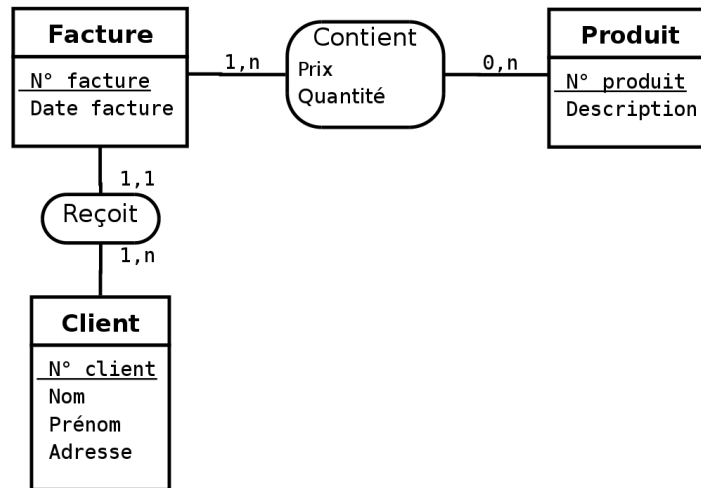 Facture
N° facture
Date facture
1,n
Contient
Prix
Quantité
0,n
Produit
N° produit
Description
1,1
Reçoit
1,n
Client
N° client
Nom
Prénom
Adresse